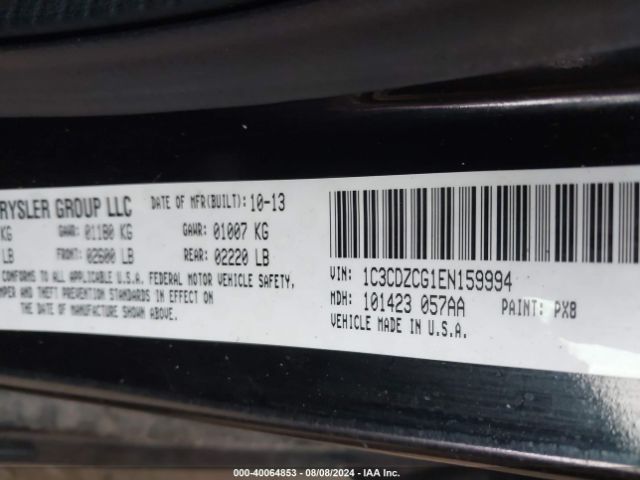 RYSLER GROUP LLC DATE OF MFR(BUILT): 10-13
KG GAWR: 01180 KG GAWR: 01007 KG
LB FRONT: 02600 LB REAR: 02220 LB
CONFORMS TO ALL APPLICABLE U.S.A. FEDERAL MOTOR VEHICLE SAFETY,
MPER AND THEFT PREVENTION STANDARDS IN EFFECT ON
THE DATE OF MANUFACTURE SHOWN ABOVE.
VIN: 1C3CDZCG1EN159994
MDH: 101423 057AA PAINT: PX8
VEHICLE MADE IN U.S.A.
000-40064853 - 08/08/2024 - IAA Inc.